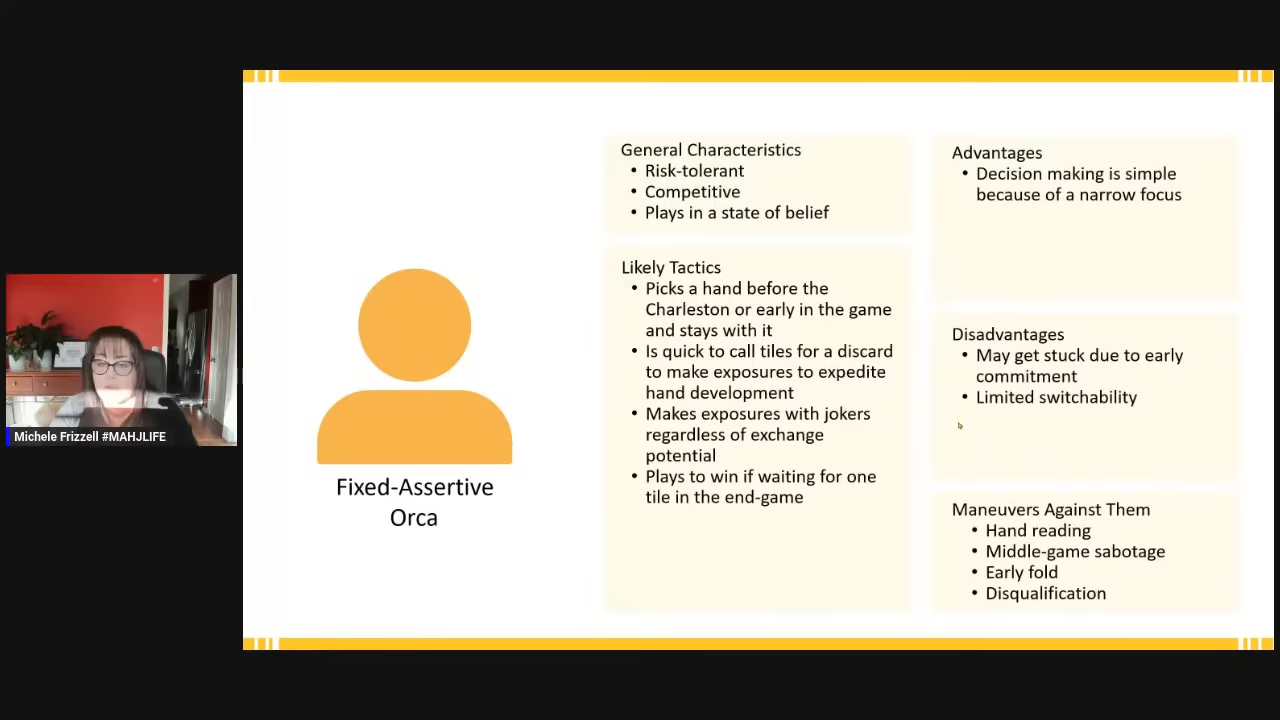 Michele Frizzell #MAHJLIFE
Fixed-Assertive
Orca
General Characteristics
• Risk-tolerant
• Competitive
• Plays in a state of belief
Likely Tactics
• Picks a hand before the
Charleston or early in the game
and stays with it
• Is quick to call tiles for a discard
to make exposures to expedite
hand development
• Makes exposures with jokers
regardless of exchange
potential
• Plays to win if waiting for one
tile in the end-game
Advantages
• Decision making is simple
because of a narrow focus
Disadvantages
• May get stuck due to early
commitment
• Limited switchability
Maneuvers Against Them
• Hand reading
• Middle-game sabotage
• Early fold
• Disqualification